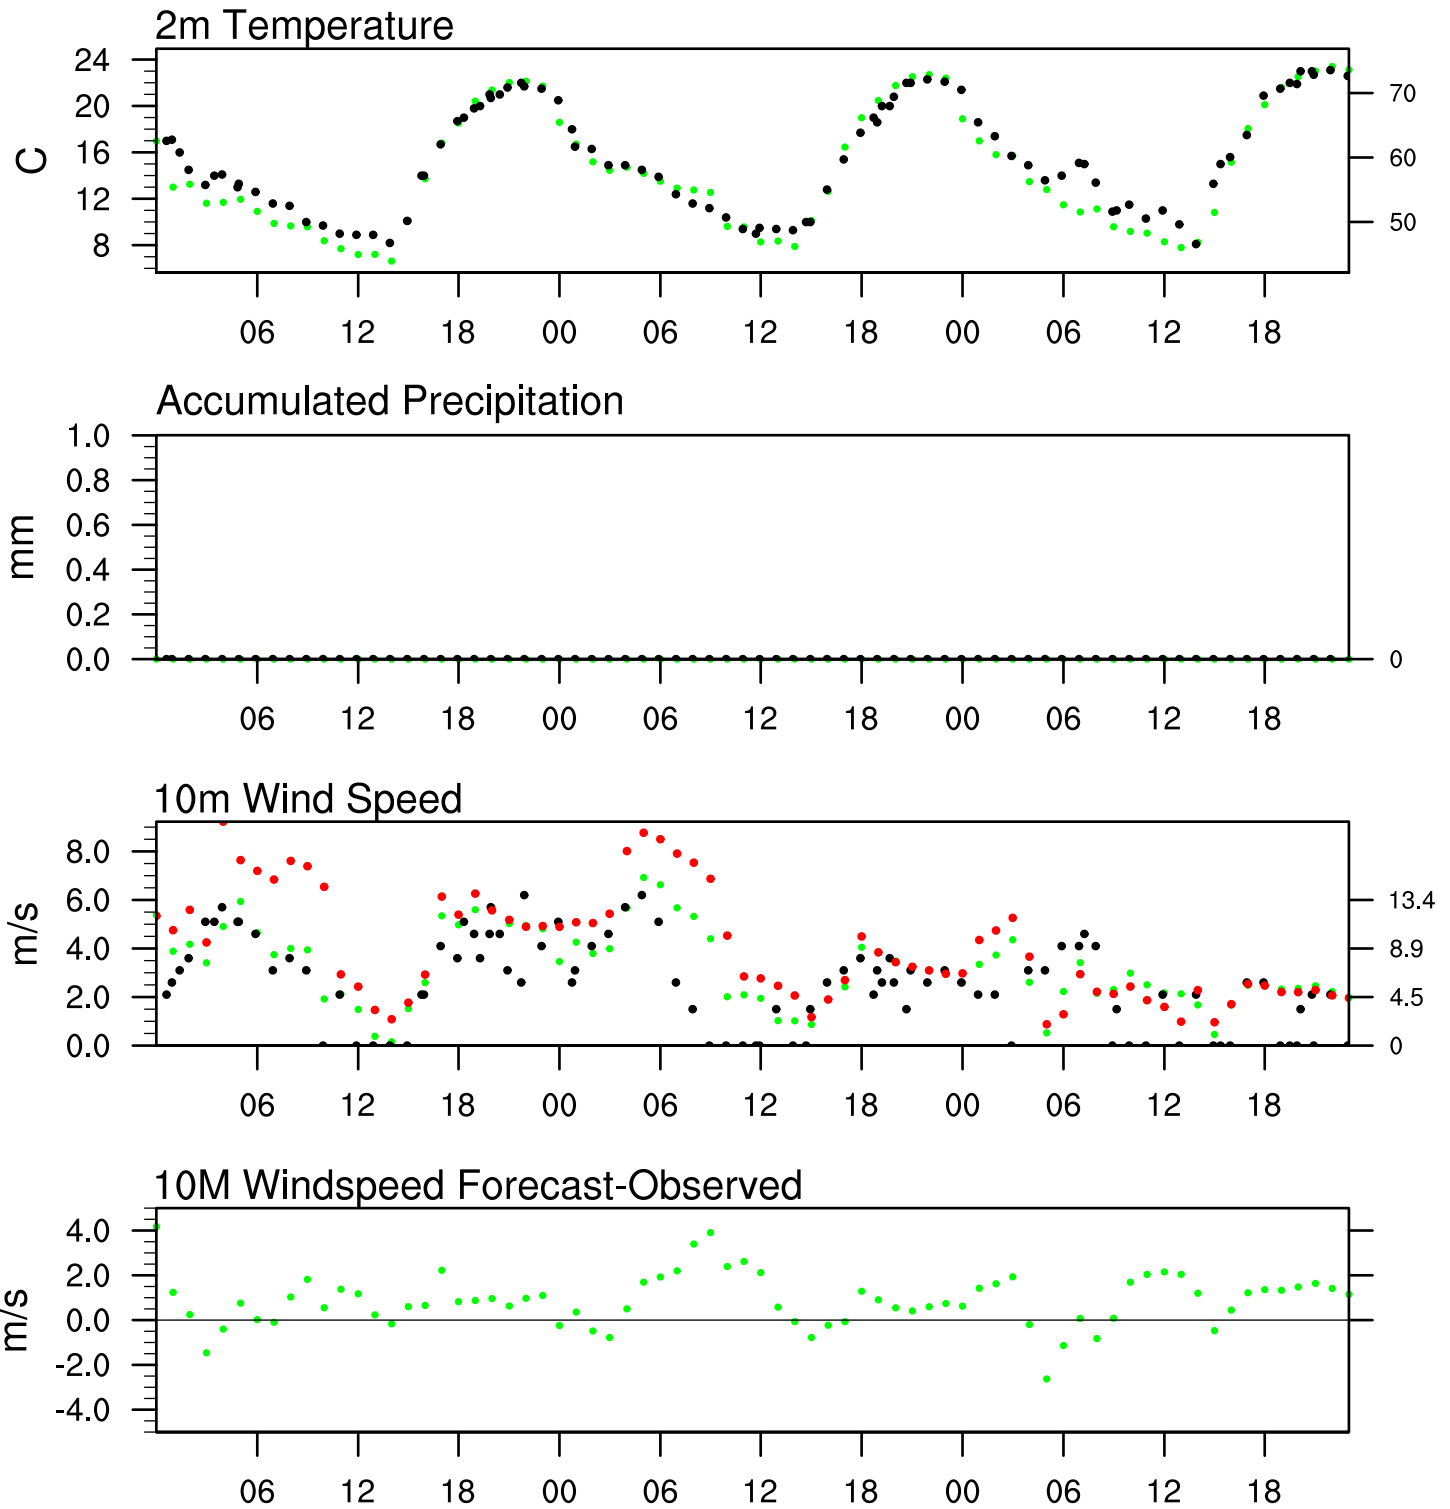 2m Temperature
24
20
16
12
8
C
70
60
50
06 12 18 00 06 12 18 00 06 12 18
Accumulated Precipitation
1.0
0.8
0.6
0.4
0.2
0.0
mm
0
06 12 18 00 06 12 18 00 06 12 18
10m Wind Speed
8.0
6.0
4.0
2.0
0.0
m/s
13.4
8.9
4.5
0
06 12 18 00 06 12 18 00 06 12 18
10M Windspeed Forecast-Observed
4.0
2.0
0.0
-2.0
-4.0
m/s
06 12 18 00 06 12 18 00 06 12 18